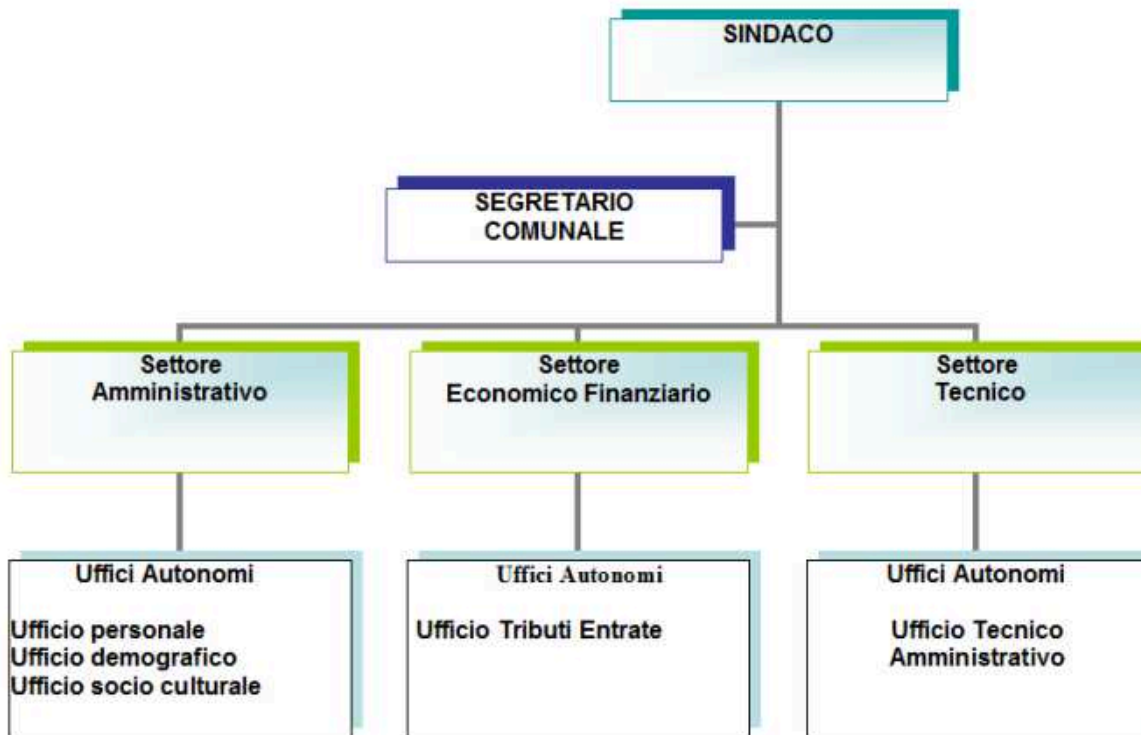 SINDACO
SEGRETARIO
COMUNALE
Settore
Amministrativo
Settore
Economico Finanziario
Settore
Tecnico
Uffici Autonomi
Ufficio personale
Ufficio demografico
Ufficio socio culturale
Uffici Autonomi
Ufficio Tributi Entrate
Uffici Autonomi
Ufficio Tecnico
Amministrativo